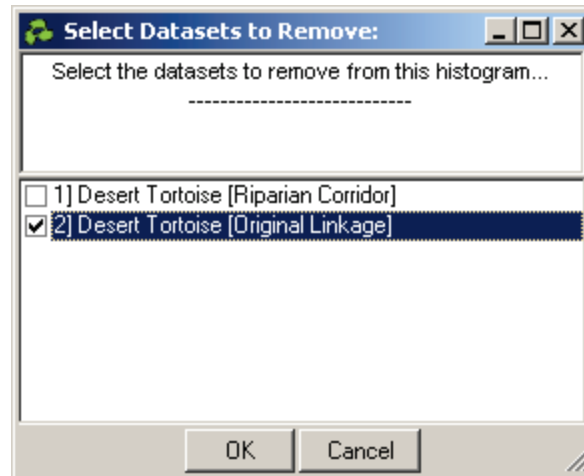 Select Datasets to Remove:
Select the datasets to remove from this histogram...
----------------------------
1] Desert Tortoise [Riparian Corridor]
2] Desert Tortoise [Original Linkage]
OK
Cancel